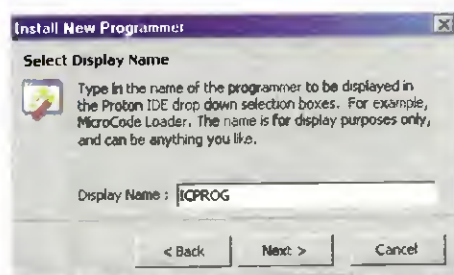 Install New Programmer
Select Display Name
Type in the name of the programmer to be displayed in
the Proton IDE drop down selection boxes. For example,
MicroCode Loader. The name is for display purposes only,
and can be anything you like.
Display Name : ICPROG
< Back Next > Cancel